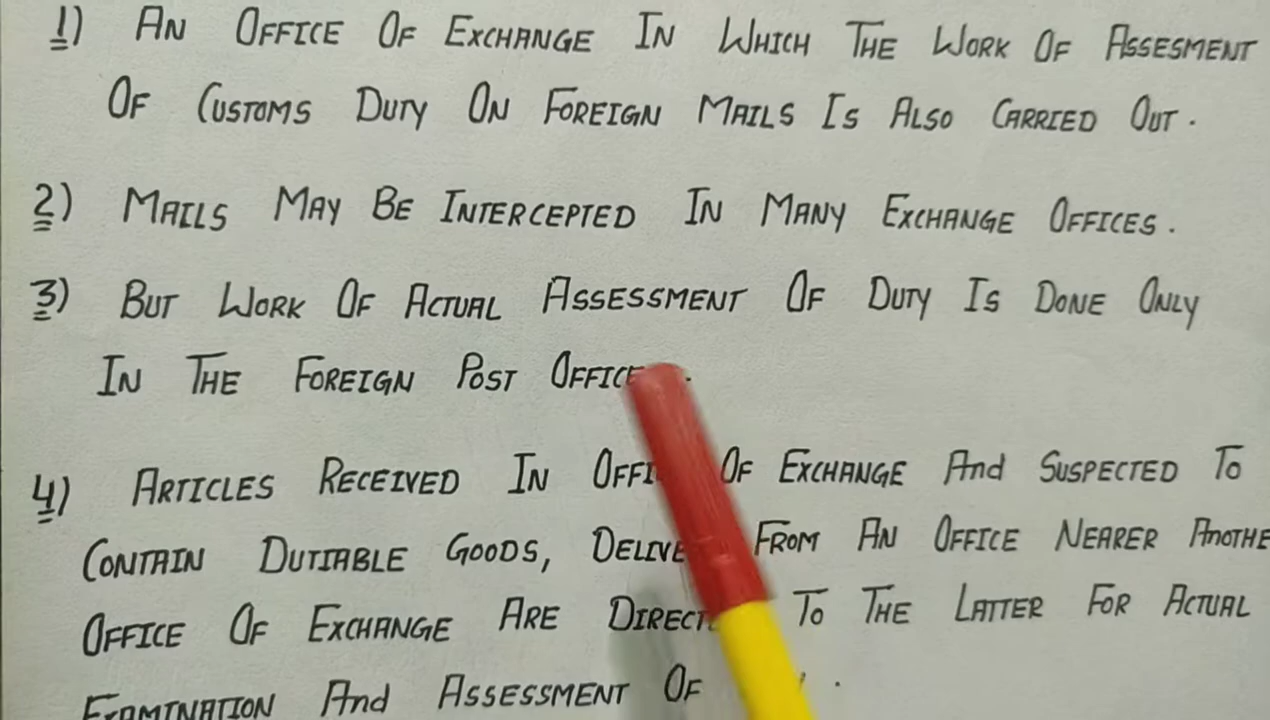 1) AN OFFICE OF EXCHANGE IN WHICH THE WORK OF ASSESMENT
OF CUSTOMS DUTY ON FOREIGN MAILS IS ALSO CARRIED OUT.
2) MAILS MAY BE INTERCEPTED IN MANY EXCHANGE OFFICES.
3) BUT WORK OF ACTUAL ASSESSMENT OF DUTY IS DONE ONLY
IN THE FOREIGN POST OFFICE.
4) ARTICLES RECEIVED IN OF EXCHANGE And SUSPECTED TO
CONTAIN DUTIABLE GOODS, FROM AN OFFICE NEARER
OFFICE OF EXCHANGE ARE TO THE LATTER FOR ACTUAL
EXAMINATION And ASSESSMENT OF